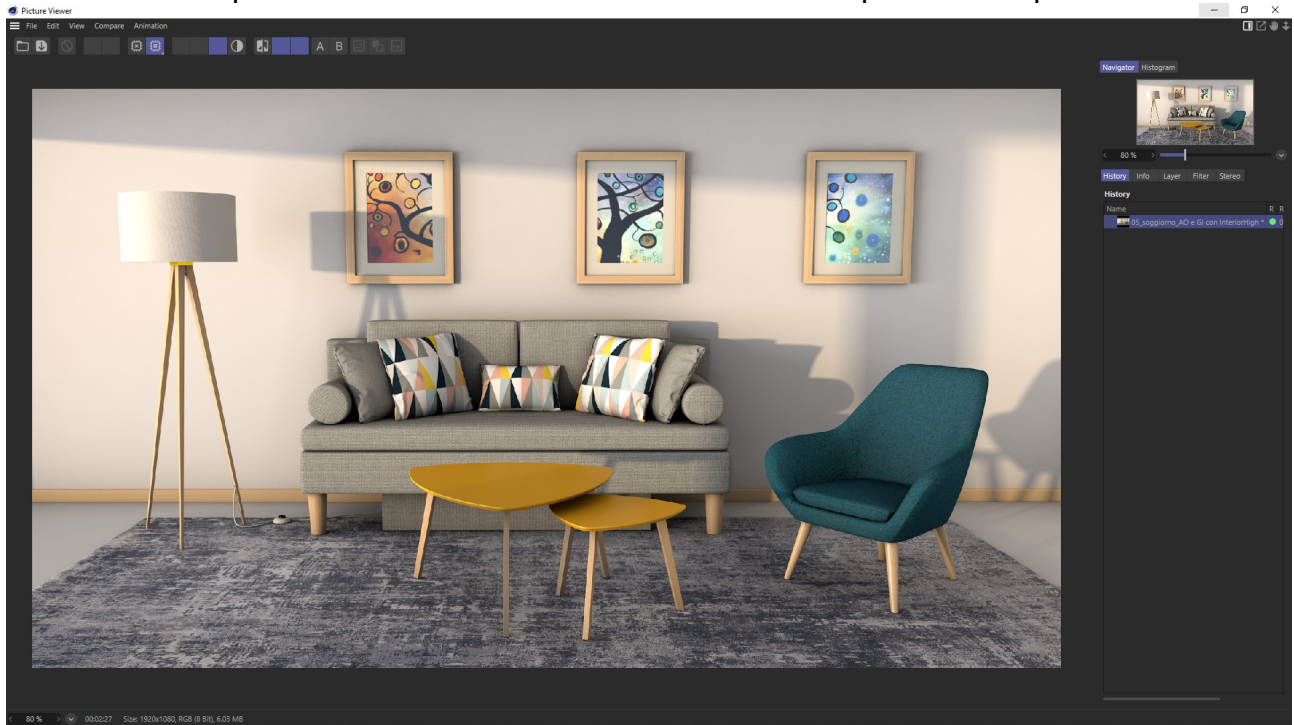 Picture Viewer
File Edit View Compare Animation
A B
Navigator Histogram
80 %
History Info Layer Filter Stereo
History
Name R R
05_soggiorno_AO e GI con InteriorHigh *
80 % 00:02:27 Size: 1920x1080, RGB (8 Bit), 6.03 MB